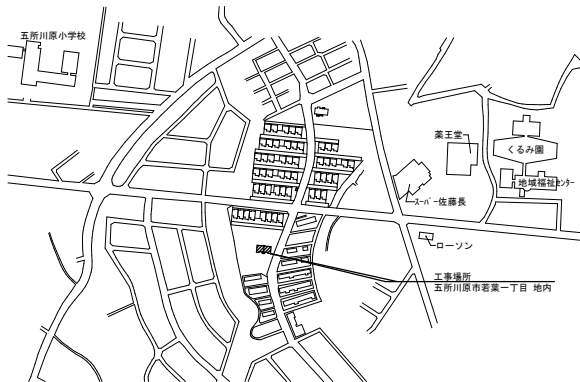 五所川原小学校
薬王堂
くるみ園
地域福祉センター
スーパー佐藤長
ローソン
工事場所
五所川原市若葉一丁目 地内